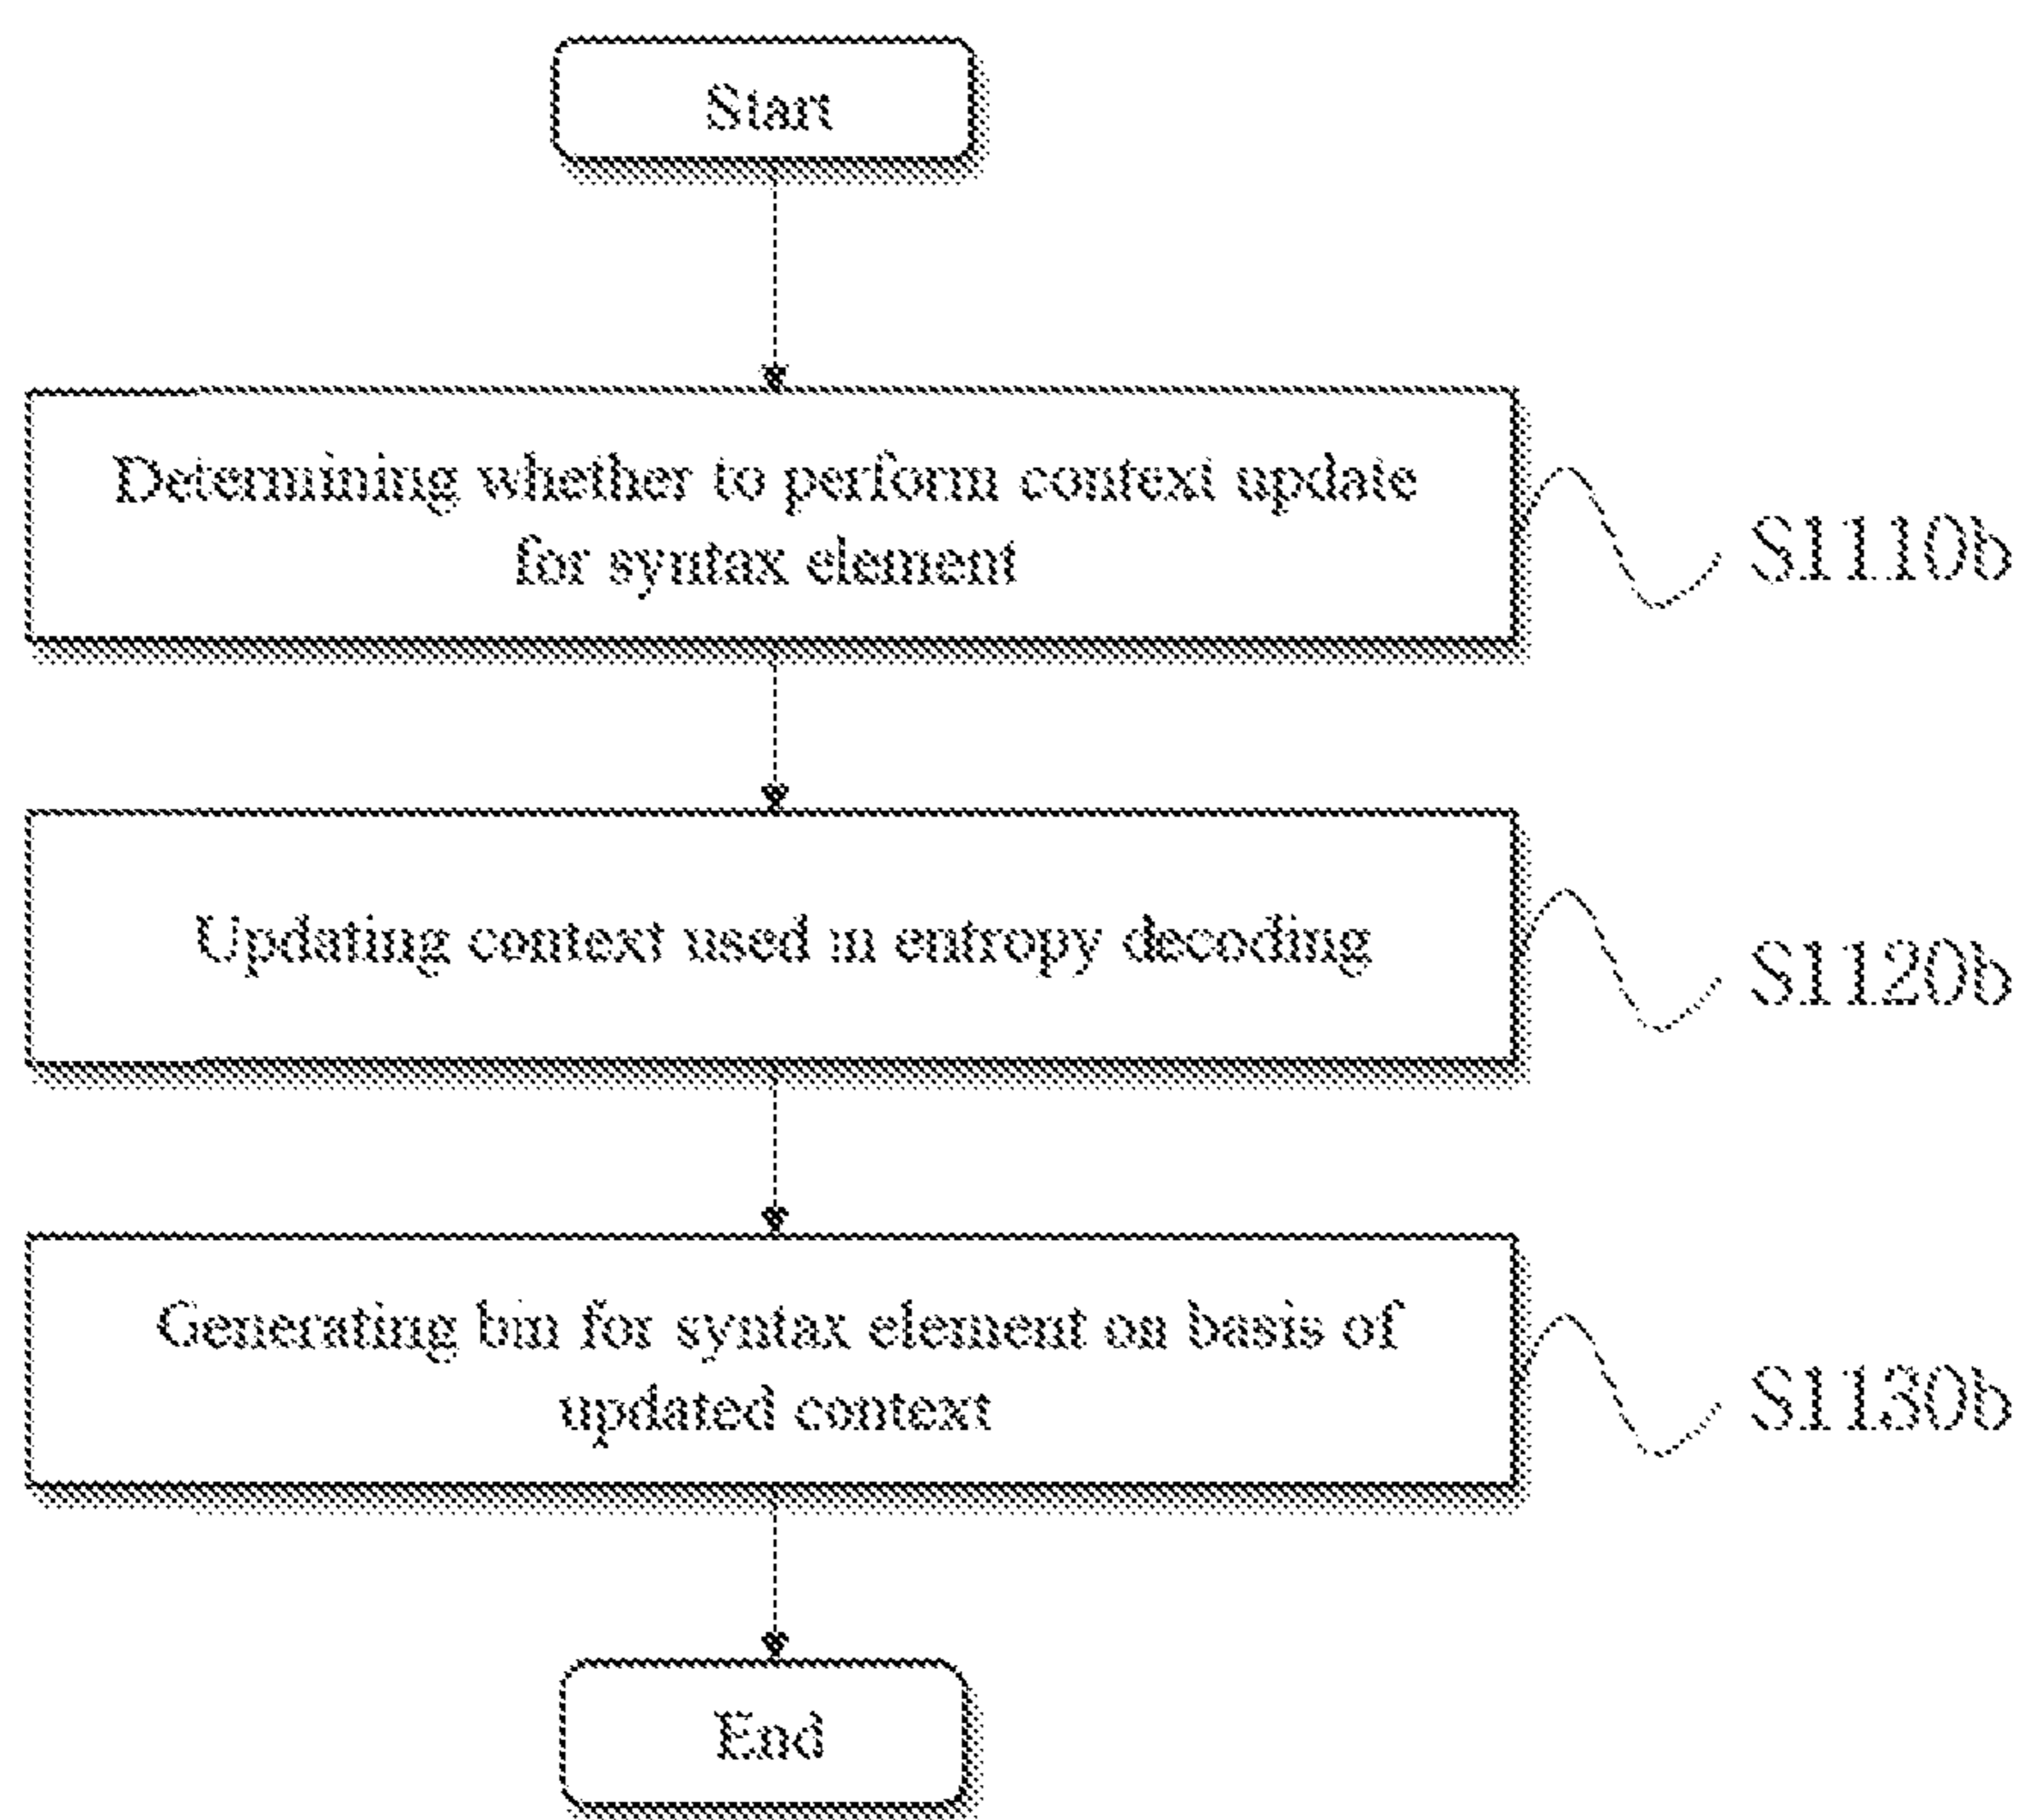 Start
Determining whether to perform context update
for syntax element
S1110b
Updating context used in entropy decoding
S1120b
Generating bin for syntax element on basis of
updated context
S1130b
End